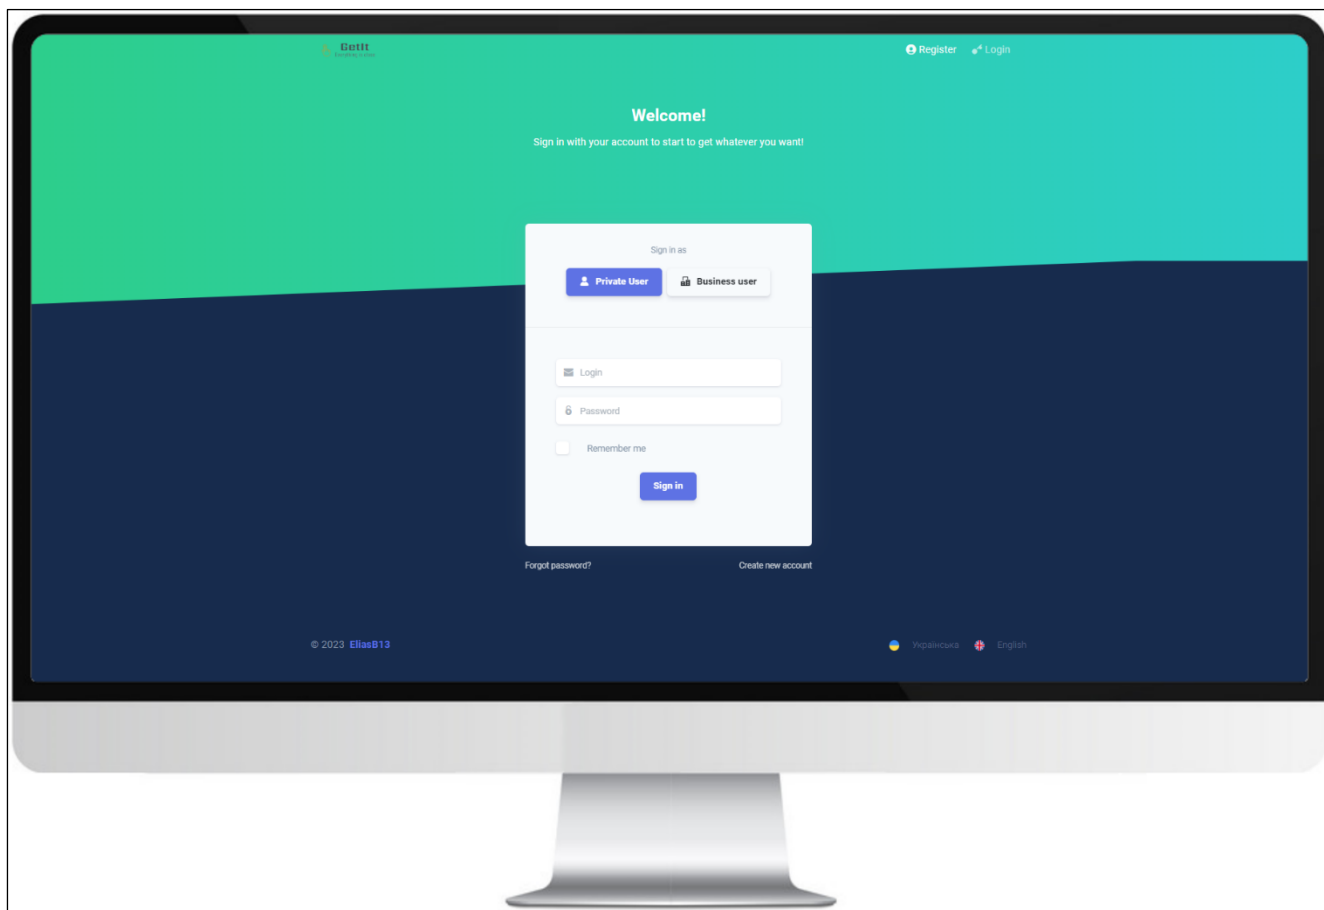 GetIt
Register
Login
Welcome!
Sign in with your account to start to get whatever you want!
Sign in as
Private User
Business user
Login
Password
Remember me
Sign in
Forgot password?
Create new account
© 2023 EliasB13
Українська
English